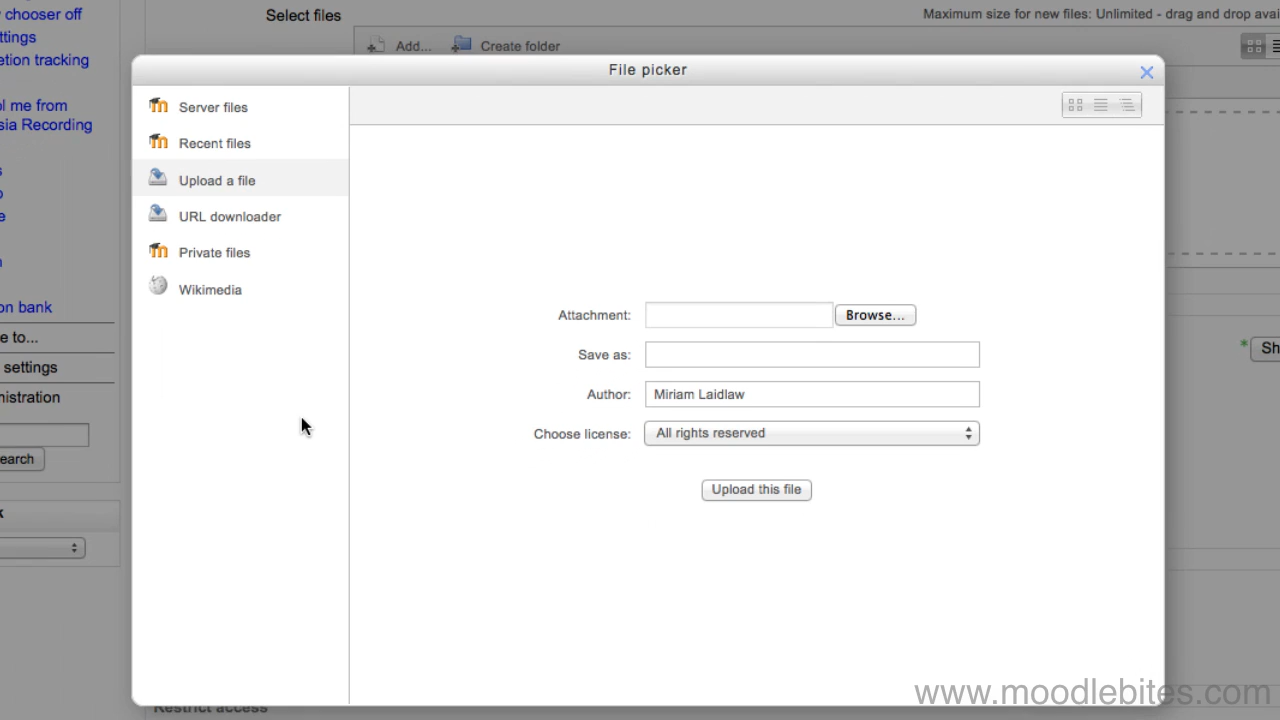 chooser off
Select files
Maximum size for new files: Unlimited - drag and drop avai
ttings
Add...
Create folder
etion tracking
File picker
ol me from
sia Recording
Server files
Recent files
Upload a file
URL downloader
Private files
Wikimedia
on bank
e to...
settings
nistration
earch
k
Attachment:
Browse...
Save as:
Author:
Miriam Laidlaw
Choose license:
All rights reserved
Upload this file
* Sh
www.moodlebites.com
Restrict access